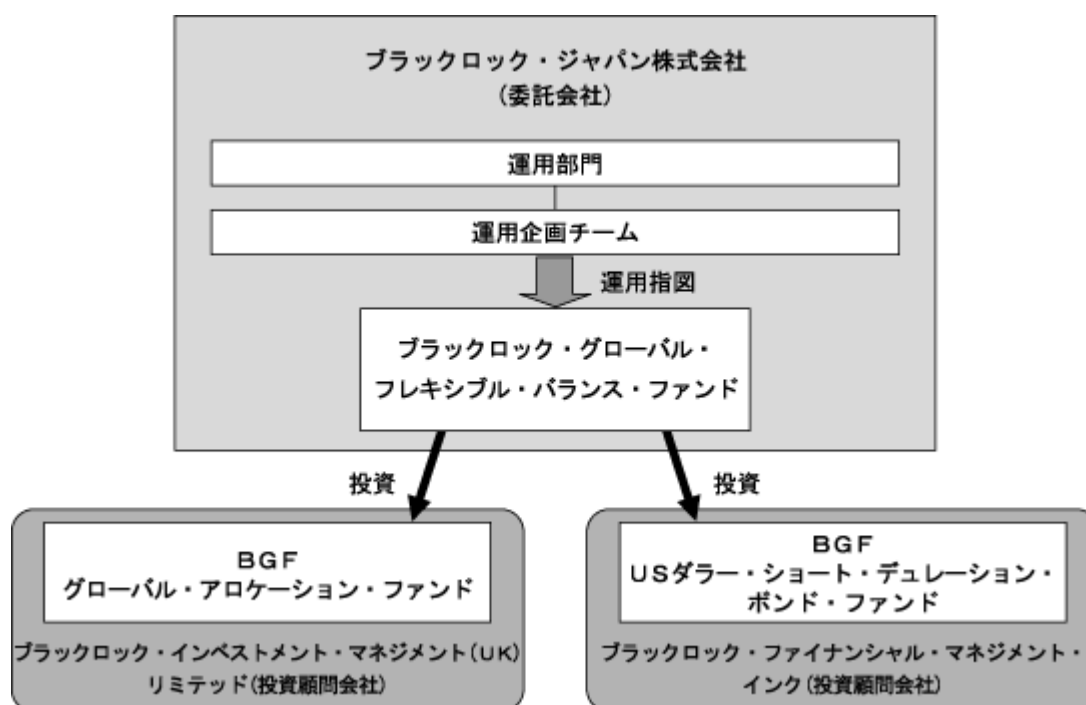 ブラックロック・ジャパン株式会社
(委託会社)
運用部門
運用企画チーム
運用指図
ブラックロック・グローバル・
フレキシブル・バランス・ファンド
投資
投資
ＢＧＦ
グローバル・アロケーション・ファンド
ブラックロック・インベストメント・マネジメント(ＵＫ)
リミテッド(投資顧問会社)
ＢＧＦ
ＵＳダラー・ショート・デュレーション・
ボンド・ファンド
ブラックロック・ファイナンシャル・マネジメント・
インク(投資顧問会社)